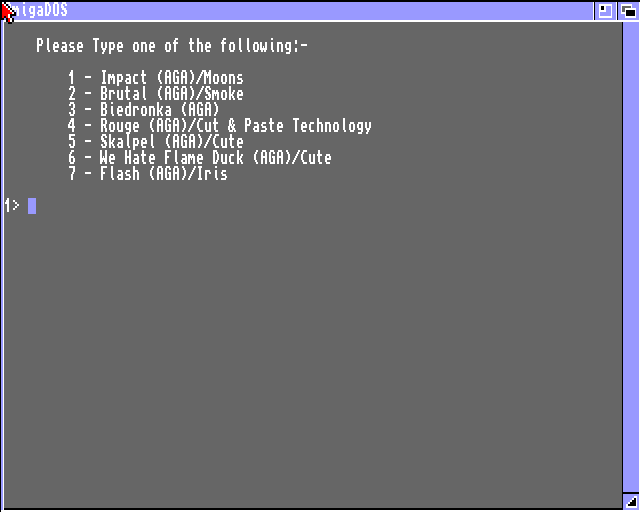 migaDOS
Please Type one of the following:-
1 - Impact (AGA)/Moons
2 - Brutal (AGA)/Smoke
3 - Biedronka (AGA)
4 - Rouge (AGA)/Cut & Paste Technology
5 - Skalpel (AGA)/Cute
6 - We Hate Flame Duck (AGA)/Cute
7 - Flash (AGA)/Iris
1>